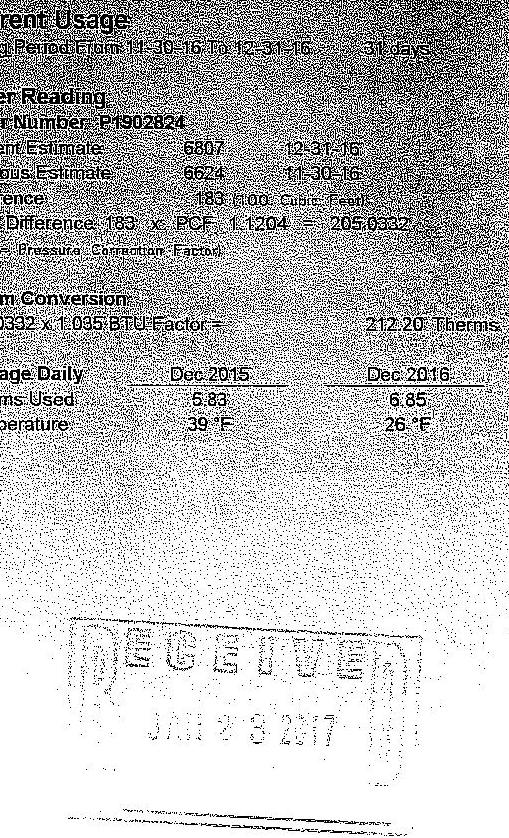 rent Usage
g Period From 11-30-16 To 12-31-16 31 days
er Reading
r Number P1902824
ent Estimate 6807 12-31-16
ous Estimate 6624 11-30-16
rence 183 (100 Cubic Feet)
Difference 183 x PCF 1.1204 = 205.0332
= Pressure Correction Factor)
m Conversion
.0332 x 1.035 BTU Factor = 212.20 Therms
age Daily Dec 2015 Dec 2016
ms Used 5.83 6.85
perature 39 °F 26 °F
RECEIVED
JAN 23 2017